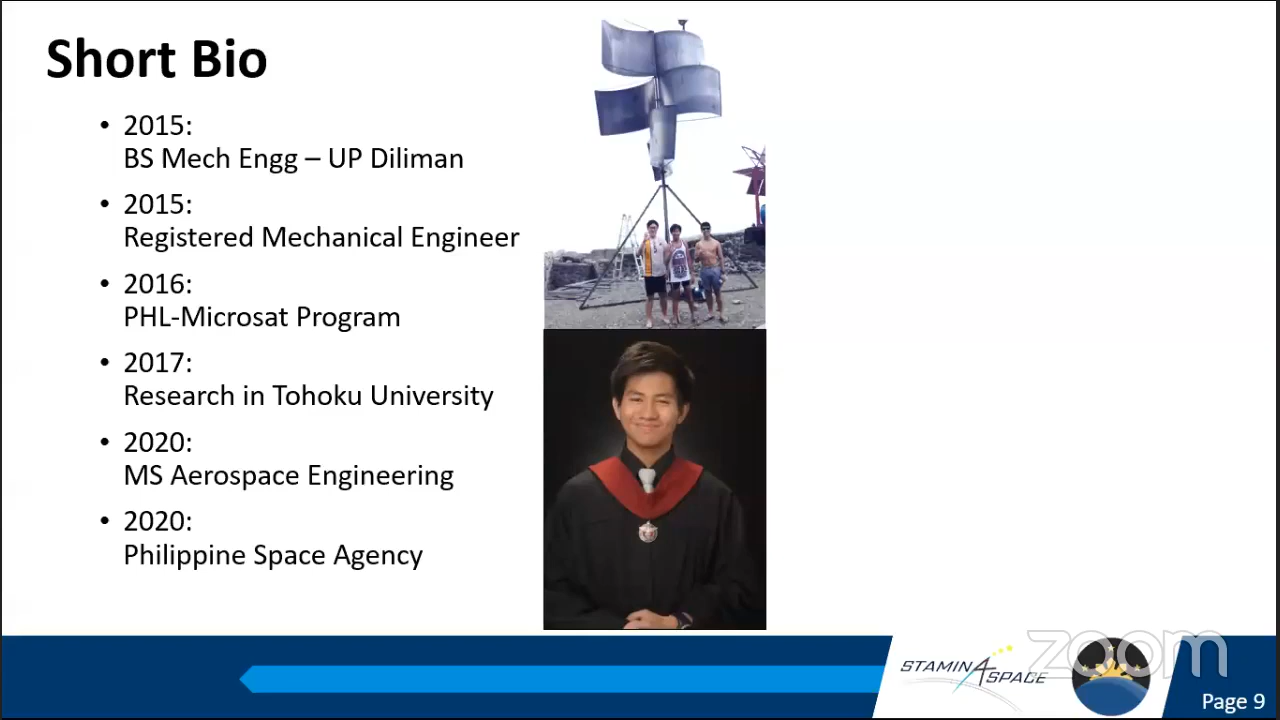 Short Bio
• 2015:
BS Mech Engg – UP Diliman
• 2015:
Registered Mechanical Engineer
• 2016:
PHL-Microsat Program
• 2017:
Research in Tohoku University
• 2020:
MS Aerospace Engineering
• 2020:
Philippine Space Agency
STAMINA4SPACE
zoom
Page 9